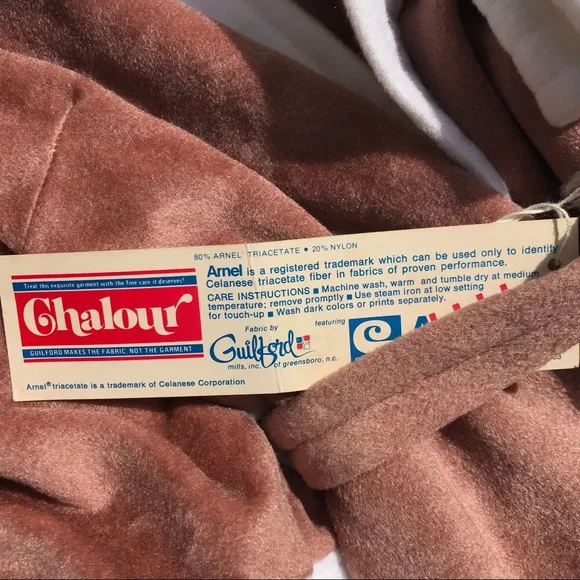 80% ARNEL TRIACETATE • 20% NYLON
Treat this exquisite garment with the fine care it deserves!
Chalour
GUILFORD MAKES THE FABRIC, NOT THE GARMENT
Arnel® triacetate is a trademark of Celanese Corporation
Arnel is a registered trademark which can be used only to identify
Celanese triacetate fiber in fabrics of proven performance.
CARE INSTRUCTIONS ■ Machine wash, warm and tumble dry at medium
temperature; remove promptly ■ Use steam iron at low setting
for touch-up ■ Wash dark colors or prints separately.
Fabric by
Guilford
mills, inc. of greensboro, n.c.
featuring